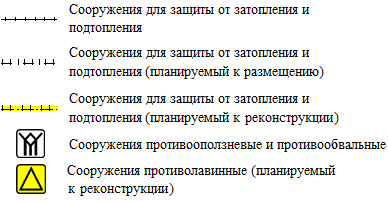 Сооружения для защиты от затопления и
подтопления
Сооружения для защиты от затопления и
подтопления (планируемый к размещению)
Сооружения для защиты от затопления и
подтопления (планируемый к реконструкции)
Сооружения противооползневые и противообвальные
Сооружения противолавинные (планируемый
к реконструкции)